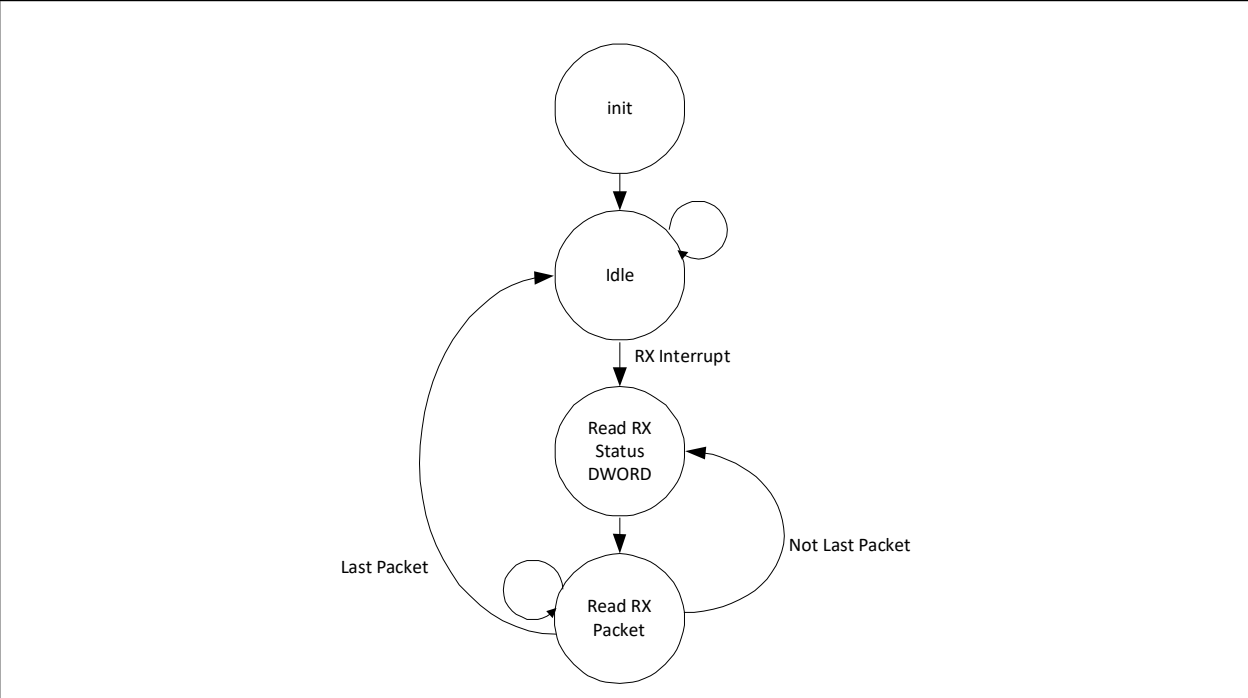 init
Idle
RX Interrupt
Read RX
Status
DWORD
Not Last Packet
Last Packet
Read RX
Packet